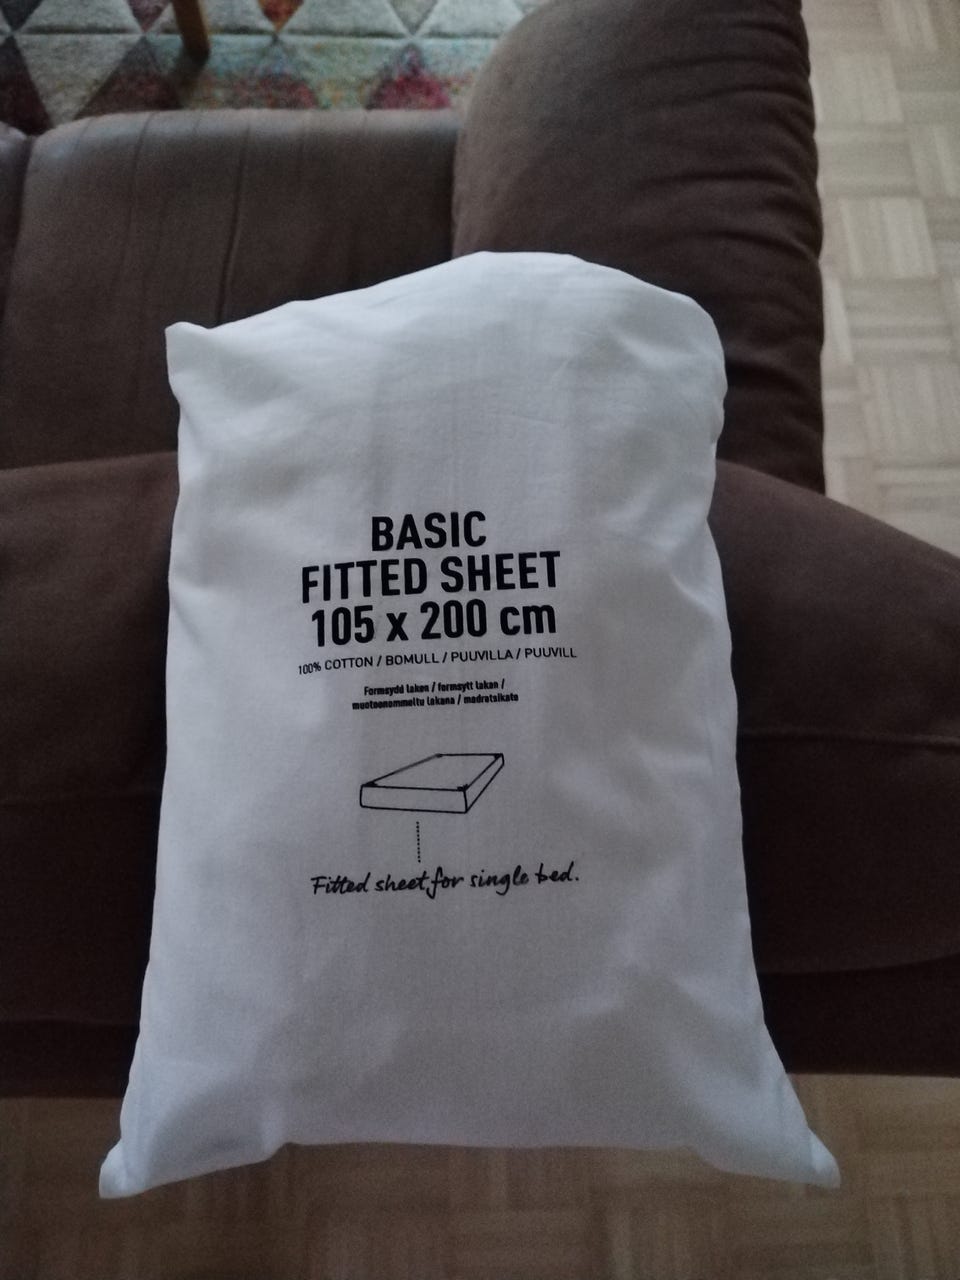 BASIC
FITTED SHEET
105 x 200 cm
100% COTTON / BOMULL / PUUVILLA / PUUVILL
Formsydd laken / formsytt lakan /
muotoonommeltu lakana / madratsikate
Fitted sheet for single bed.